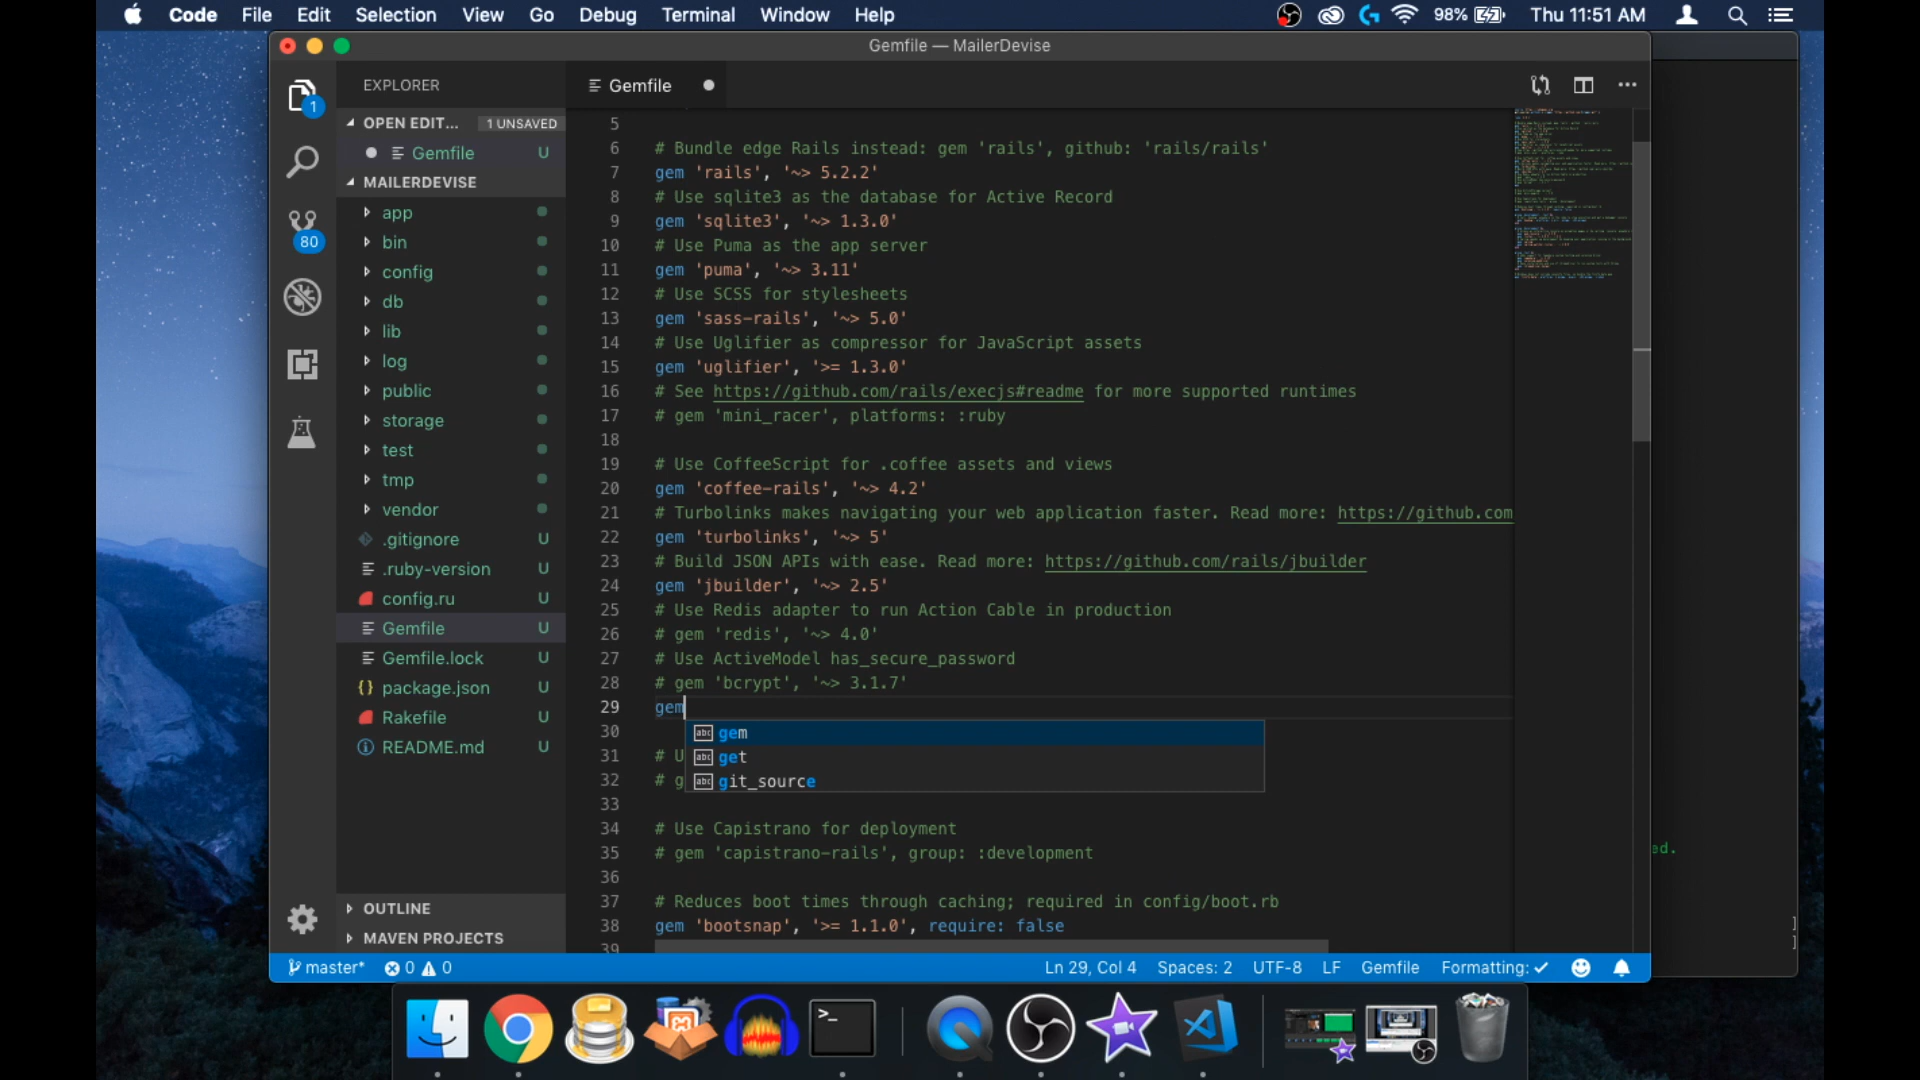 Code File Edit Selection View Go Debug Terminal Window Help 98% Thu 11:51 AM
Gemfile — MailerDevise
EXPLORER
Gemfile
OPEN EDIT... 1 UNSAVED
Gemfile U
MAILERDEVISE
app
bin
config
db
lib
log
public
storage
test
tmp
vendor
.gitignore U
.ruby-version U
config.ru U
Gemfile U
Gemfile.lock U
package.json U
Rakefile U
README.md U
OUTLINE
MAVEN PROJECTS
1
80
5
6 # Bundle edge Rails instead: gem 'rails', github: 'rails/rails'
7 gem 'rails', '~> 5.2.2'
8 # Use sqlite3 as the database for Active Record
9 gem 'sqlite3', '~> 1.3.0'
10 # Use Puma as the app server
11 gem 'puma', '~> 3.11'
12 # Use SCSS for stylesheets
13 gem 'sass-rails', '~> 5.0'
14 # Use Uglifier as compressor for JavaScript assets
15 gem 'uglifier', '>= 1.3.0'
16 # See https://github.com/rails/execjs#readme for more supported runtimes
17 # gem 'mini_racer', platforms: :ruby
18
19 # Use CoffeeScript for .coffee assets and views
20 gem 'coffee-rails', '~> 4.2'
21 # Turbolinks makes navigating your web application faster. Read more: https://github.com
22 gem 'turbolinks', '~> 5'
23 # Build JSON APIs with ease. Read more: https://github.com/rails/jbuilder
24 gem 'jbuilder', '~> 2.5'
25 # Use Redis adapter to run Action Cable in production
26 # gem 'redis', '~> 4.0'
27 # Use ActiveModel has_secure_password
28 # gem 'bcrypt', '~> 3.1.7'
29 gem
30
abc gem
31 # U
abc get
32 # g
abc git_source
33
34 # Use Capistrano for deployment
35 # gem 'capistrano-rails', group: :development
36
37 # Reduces boot times through caching; required in config/boot.rb
38 gem 'bootsnap', '>= 1.1.0', require: false
39
ed.
]
]
master* 0 0 Ln 29, Col 4 Spaces: 2 UTF-8 LF Gemfile Formatting: ✓
>_